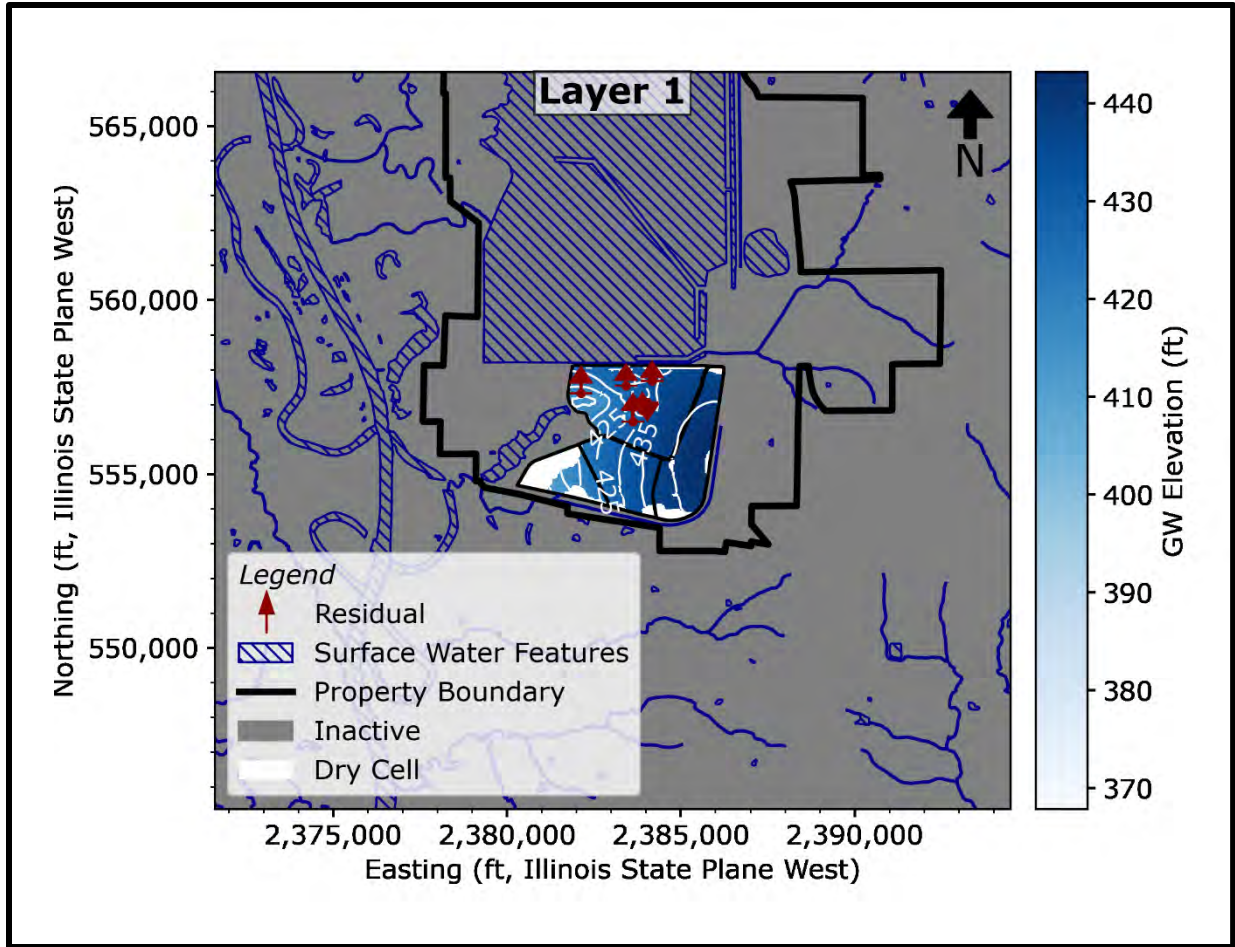 Layer 1
N
565,000
560,000
555,000
550,000
Northing (ft, Illinois State Plane West)
425
435
425
Legend
Residual
Surface Water Features
Property Boundary
Inactive
Dry Cell
2,375,000
2,380,000
2,385,000
2,390,000
Easting (ft, Illinois State Plane West)
440
430
420
410
400
390
380
370
GW Elevation (ft)